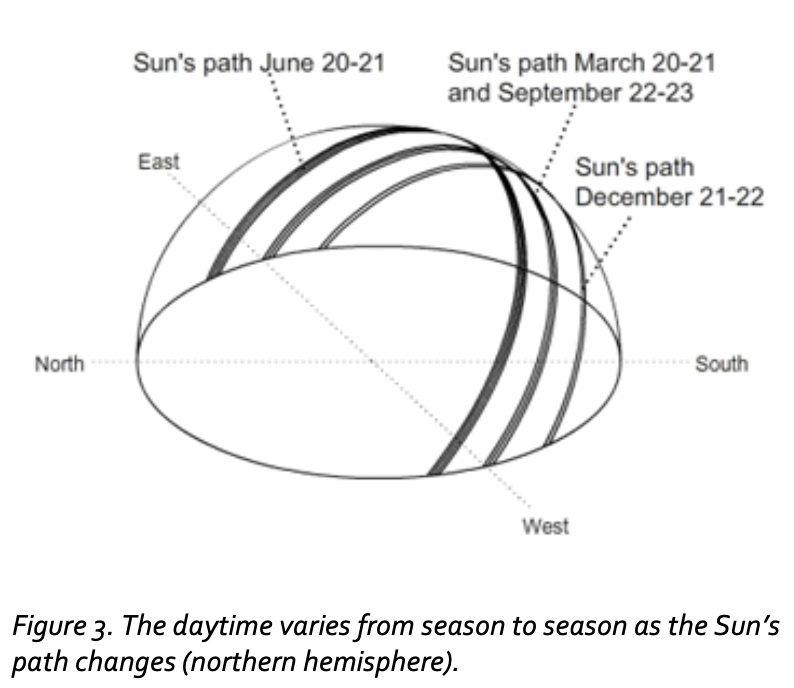 Sun's path June 20-21
Sun's path March 20-21
and September 22-23
East
Sun's path
December 21-22
North
South
West
Figure 3. The daytime varies from season to season as the Sun's
path changes (northern hemisphere).